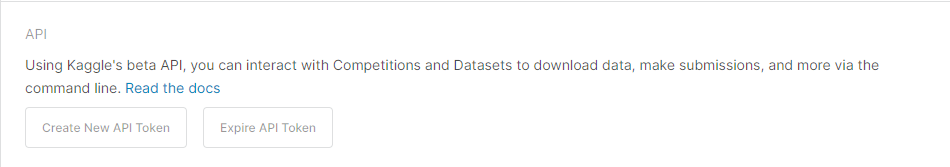 API
Using Kaggle's beta API, you can interact with Competitions and Datasets to download data, make submissions, and more via the
command line. Read the docs
Create New API Token
Expire API Token